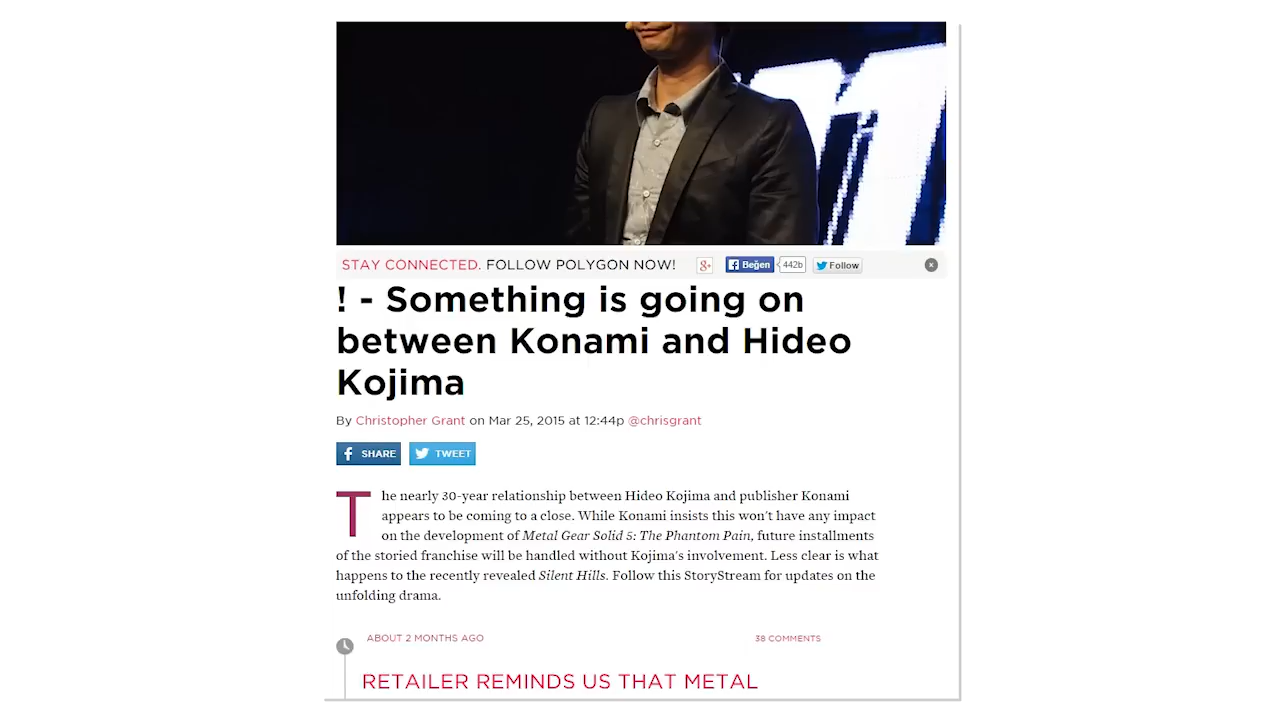 STAY CONNECTED. FOLLOW POLYGON NOW! g+ Beğen 442b Follow
! - Something is going on
between Konami and Hideo
Kojima
By Christopher Grant on Mar 25, 2015 at 12:44p @chrisgrant
SHARE TWEET
The nearly 30-year relationship between Hideo Kojima and publisher Konami
appears to be coming to a close. While Konami insists this won't have any impact
on the development of Metal Gear Solid 5: The Phantom Pain, future installments
of the storied franchise will be handled without Kojima's involvement. Less clear is what
happens to the recently revealed Silent Hills. Follow this StoryStream for updates on the
unfolding drama.
ABOUT 2 MONTHS AGO 38 COMMENTS
RETAILER REMINDS US THAT METAL